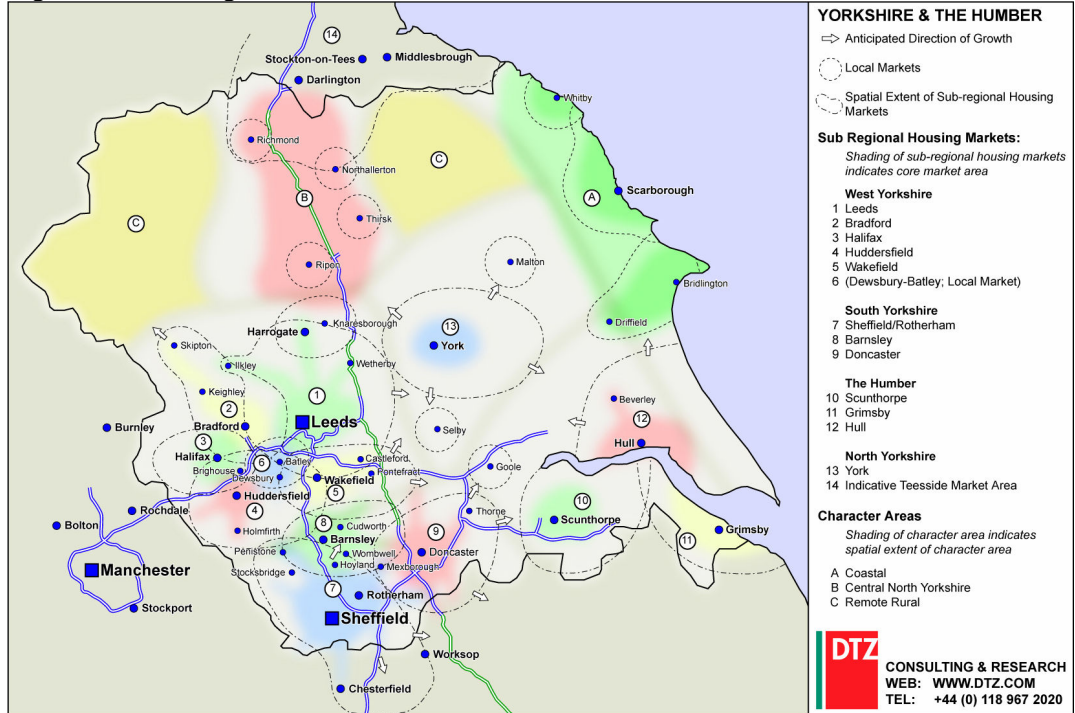 YORKSHIRE & THE HUMBER
Anticipated Direction of Growth
Local Markets
Spatial Extent of Sub-regional Housing
Markets
Sub Regional Housing Markets:
Shading of sub-regional housing markets
indicates core market area
West Yorkshire
1 Leeds
2 Bradford
3 Halifax
4 Huddersfield
5 Wakefield
6 (Dewsbury-Batley; Local Market)
South Yorkshire
7 Sheffield/Rotherham
8 Barnsley
9 Doncaster
The Humber
10 Scunthorpe
11 Grimsby
12 Hull
North Yorkshire
13 York
14 Indicative Teesside Market Area
Character Areas
Shading of character area indicates
spatial extent of character area
A Coastal
B Central North Yorkshire
C Remote Rural
DTZ
CONSULTING & RESEARCH
WEB: WWW.DTZ.COM
TEL: +44 (0) 118 967 2020
14
Stockton-on-Tees
Middlesbrough
Darlington
Whitby
Richmond
C
Northallerton
Scarborough
B
A
Thirsk
C
Ripon
Malton
Bridlington
Knaresborough
Driffield
Harrogate
13
York
Skipton
Ilkley
Wetherby
Keighley
1
Beverley
2
Leeds
12
Burnley
Bradford
Selby
Hull
3
Halifax
6
Batley
Castleford
Goole
Brighouse
Dewsbury
Wakefield
Pontefract
5
Huddersfield
10
Rochdale
4
Thorne
Bolton
8
Cudworth
Scunthorpe
Holmfirth
Barnsley
9
Grimsby
11
Penistone
Wombwell
Doncaster
Hoyland
Mexborough
Manchester
Stocksbridge
7
Rotherham
Stockport
Sheffield
Worksop
Chesterfield